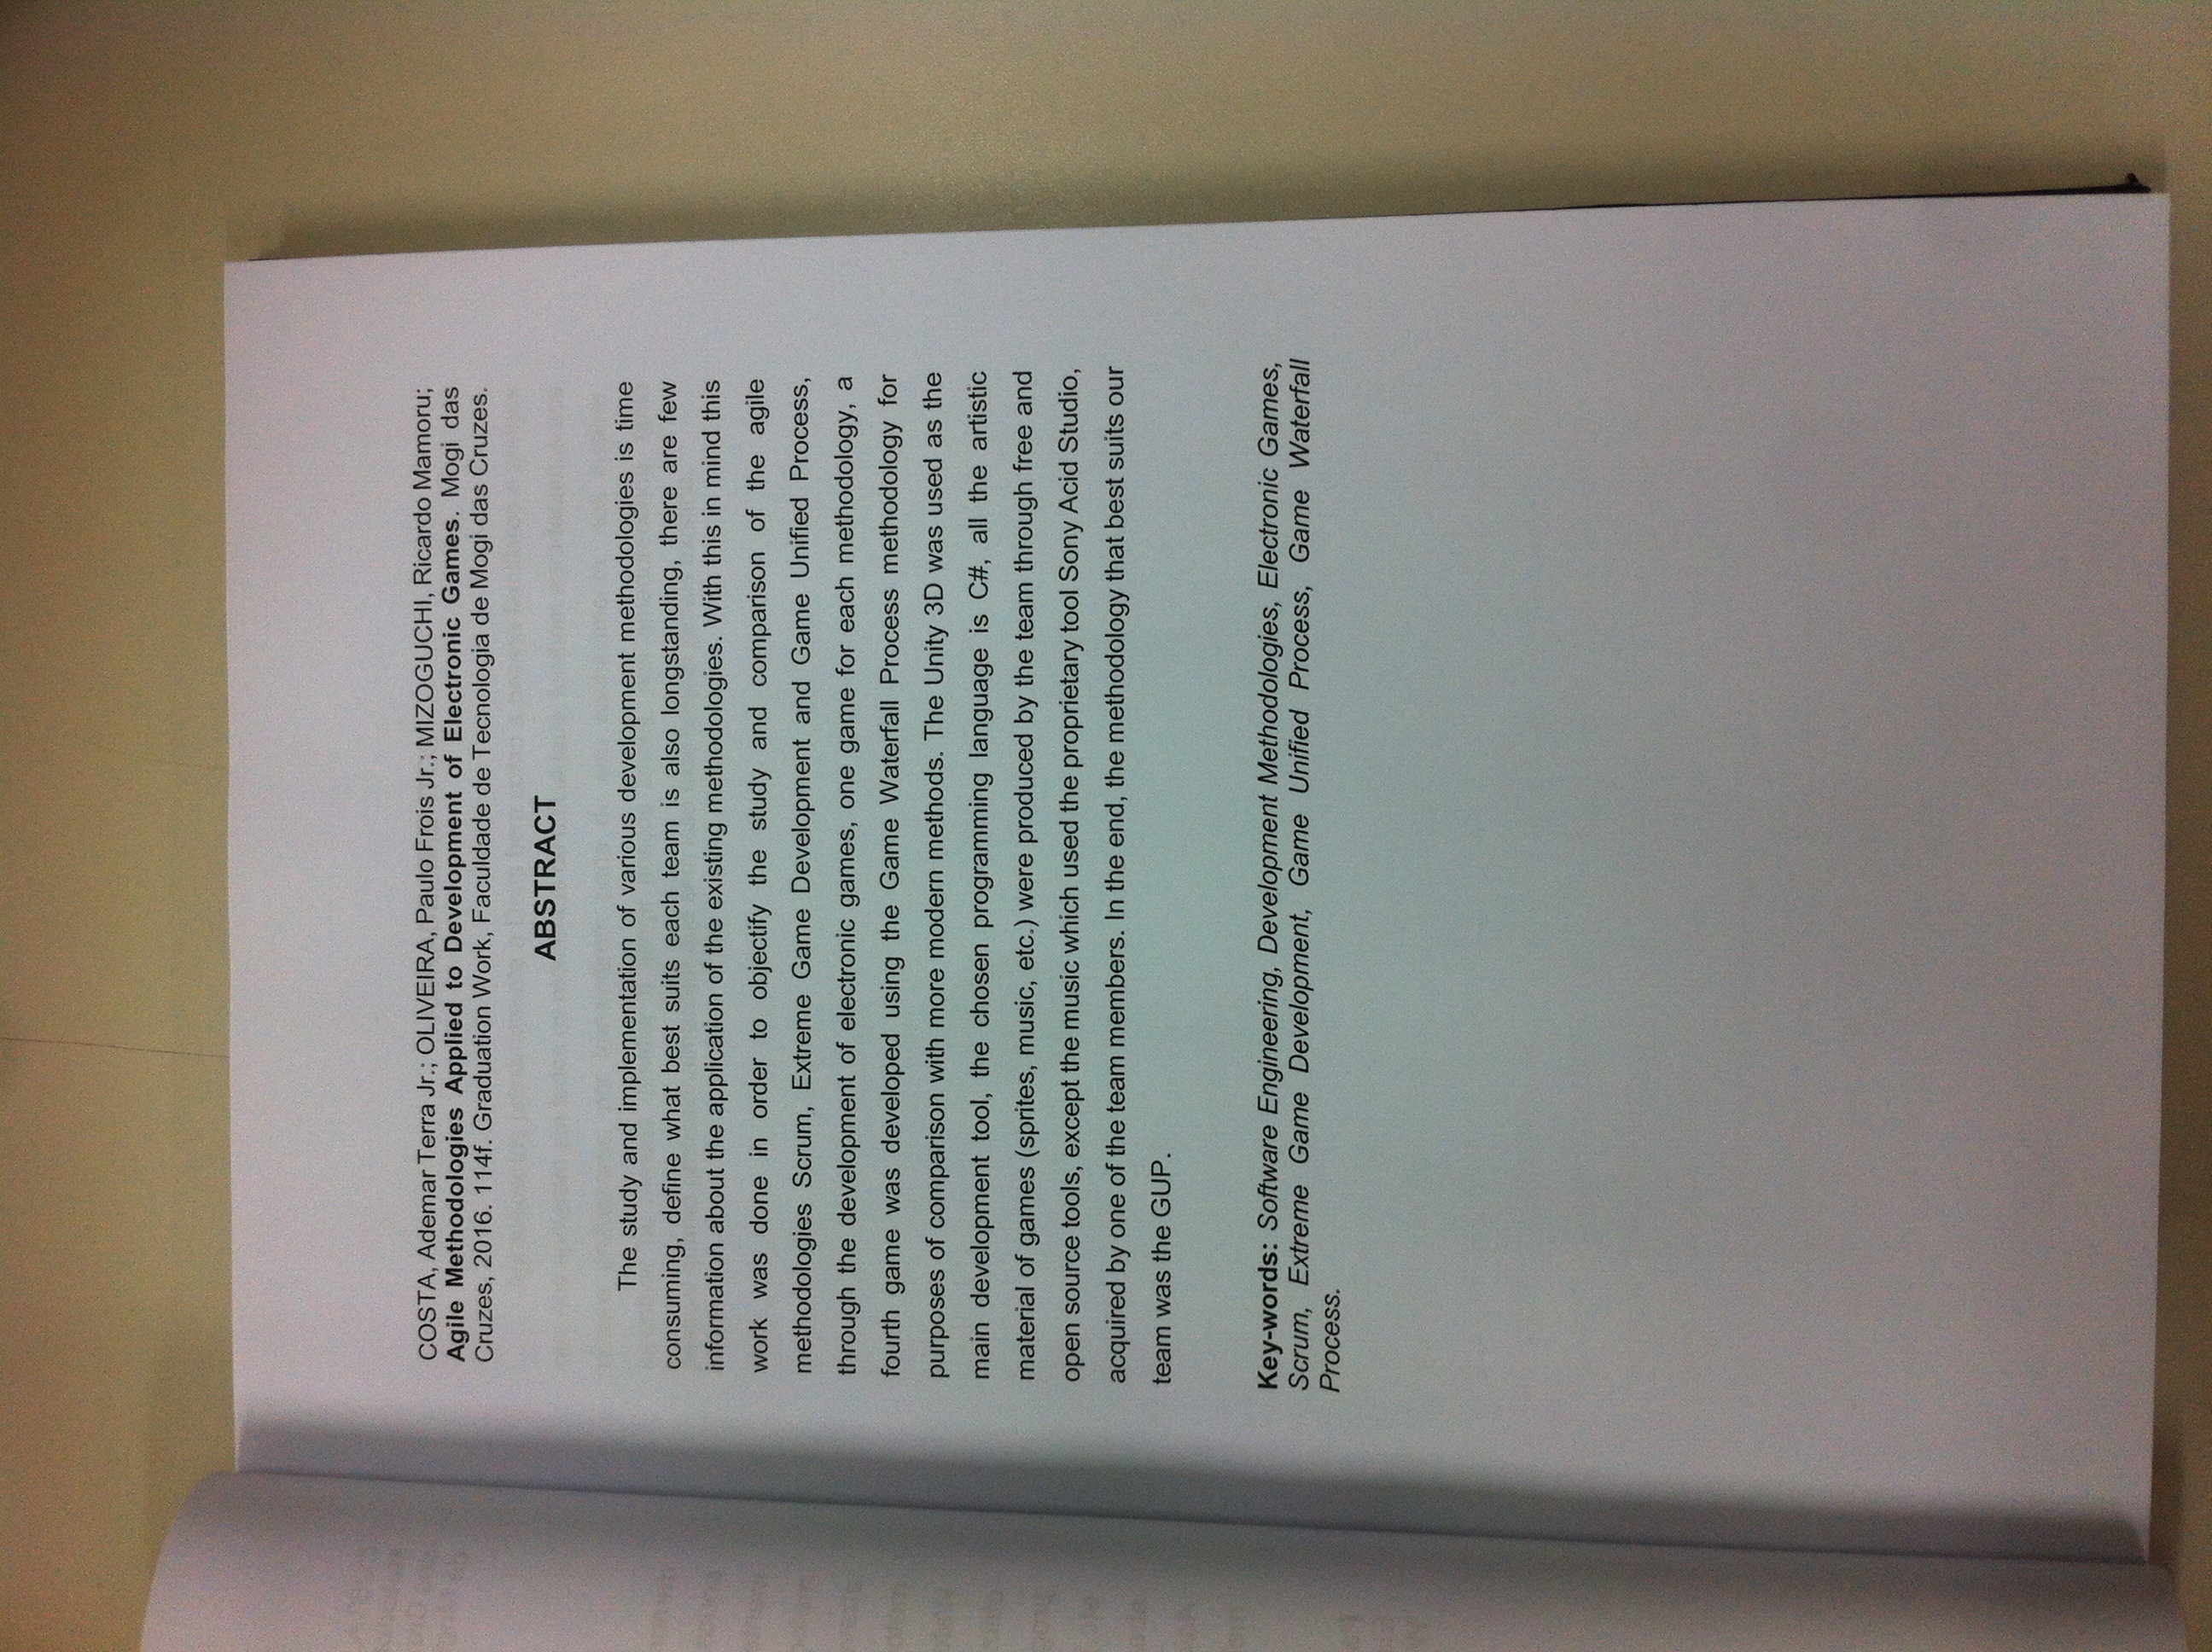 COSTA, Ademar Terra Jr.; OLIVEIRA, Paulo Frois Jr.; MIZOGUCHI, Ricardo Mamoru;
Agile Methodologies Applied to Development of Electronic Games. Mogi das
Cruzes, 2016. 114f. Graduation Work, Faculdade de Tecnologia de Mogi das Cruzes.
ABSTRACT
The study and implementation of various development methodologies is time
consuming, define what best suits each team is also longstanding, there are few
information about the application of the existing methodologies. With this in mind this
work was done in order to objectify the study and comparison of the agile
methodologies Scrum, Extreme Game Development and Game Unified Process,
through the development of electronic games, one game for each methodology, a
fourth game was developed using the Game Waterfall Process methodology for
purposes of comparison with more modern methods. The Unity 3D was used as the
main development tool, the chosen programming language is C#, all the artistic
material of games (sprites, music, etc.) were produced by the team through free and
open source tools, except the music which used the proprietary tool Sony Acid Studio,
acquired by one of the team members. In the end, the methodology that best suits our
team was the GUP.
Key-words: Software Engineering, Development Methodologies, Electronic Games,
Scrum, Extreme Game Development, Game Unified Process, Game Waterfall
Process.